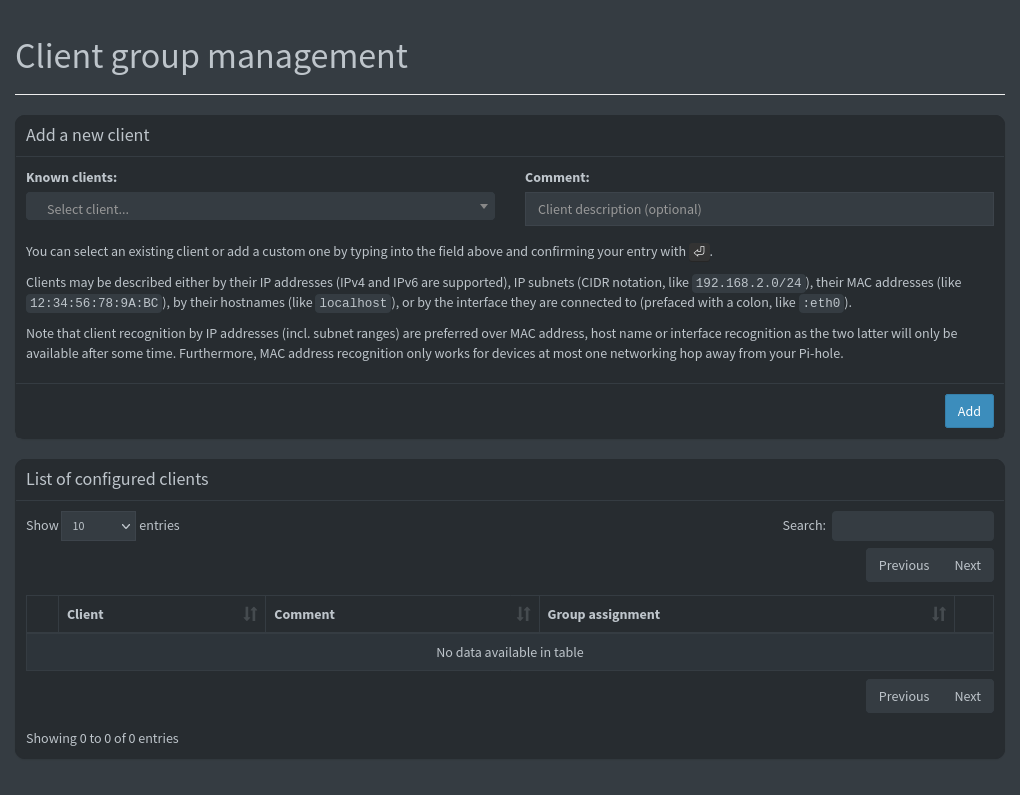 Client group management
Add a new client
Known clients:
Comment:
Select client...
Client description (optional)
You can select an existing client or add a custom one by typing into the field above and confirming your entry with ⏎.
Clients may be described either by their IP addresses (IPv4 and IPv6 are supported), IP subnets (CIDR notation, like 192.168.2.0/24), their MAC addresses (like
12:34:56:78:9A:BC), by their hostnames (like localhost), or by the interface they are connected to (prefaced with a colon, like :eth0).
Note that client recognition by IP addresses (incl. subnet ranges) are preferred over MAC address, host name or interface recognition as the two latter will only be
available after some time. Furthermore, MAC address recognition only works for devices at most one networking hop away from your Pi-hole.
Add
List of configured clients
Show 10 entries
Search:
Previous Next
Client Comment Group assignment
No data available in table
Previous Next
Showing 0 to 0 of 0 entries